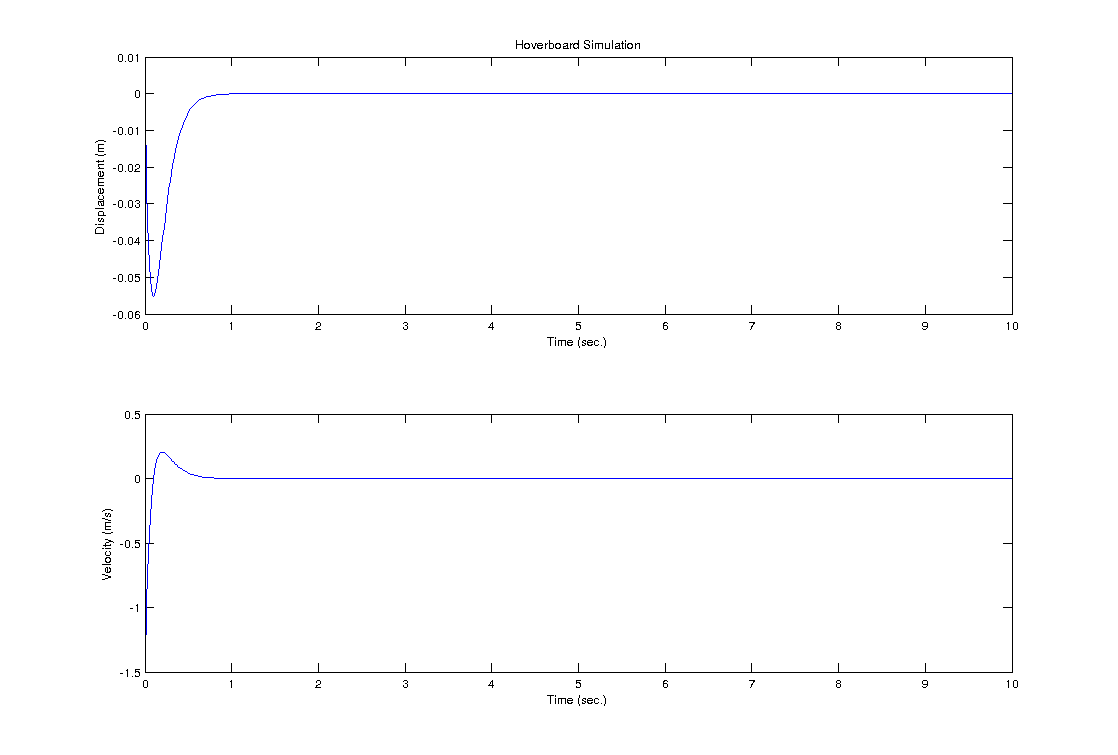 Hoverboard Simulation
0.01
0
-0.01
-0.02
-0.03
-0.04
-0.05
-0.06
Displacement (m)
0 1 2 3 4 5 6 7 8 9 10
Time (sec.)
0.5
0
-0.5
-1
-1.5
Velocity (m/s)
0 1 2 3 4 5 6 7 8 9 10
Time (sec.)